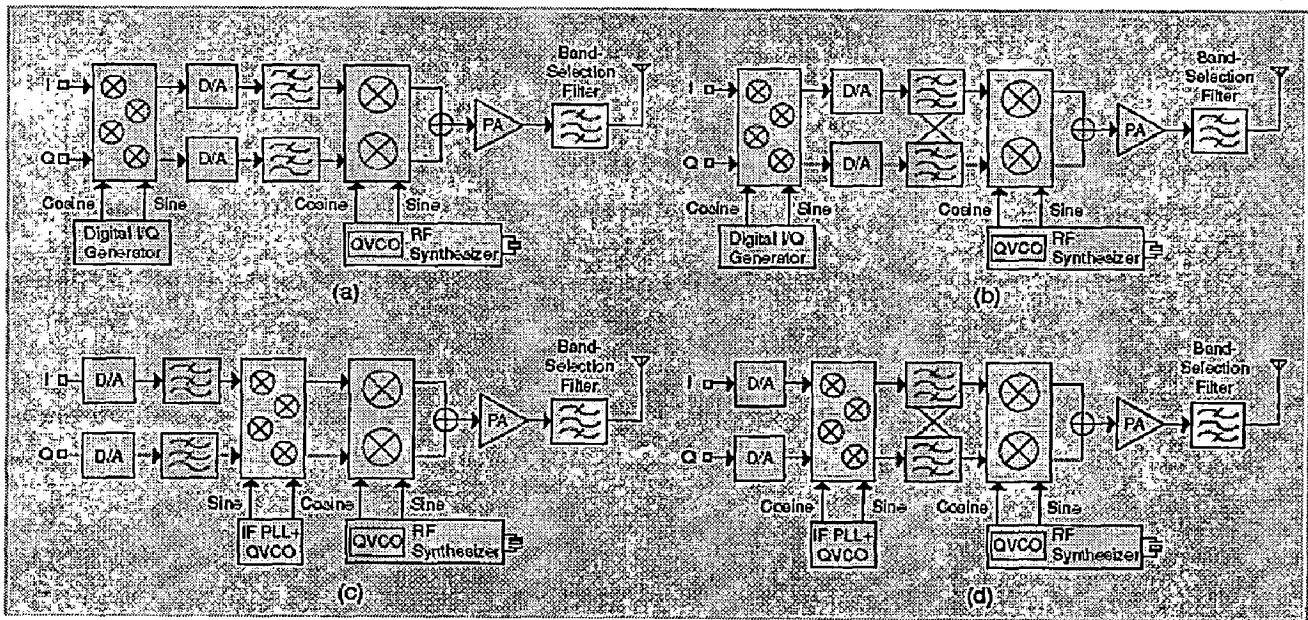 Band-
Selection
Filter
I
D/A
PA
Q
D/A
Cosine
Sine
Cosine
Sine
Digital I/Q
Generator
QVCO
RF
Synthesizer
(a)
Band-
Selection
Filter
I
D/A
PA
Q
D/A
Cosine
Sine
Cosine
Sine
Digital I/Q
Generator
QVCO
RF
Synthesizer
(b)
Band-
Selection
Filter
I
D/A
PA
Q
D/A
Sine
Cosine
Sine
IF PLL+
QVCO
QVCO
RF
Synthesizer
(c)
Band-
Selection
Filter
I
D/A
PA
Q
D/A
Cosine
Sine
Cosine
Sine
IF PLL+
QVCO
QVCO
RF
Synthesizer
(d)